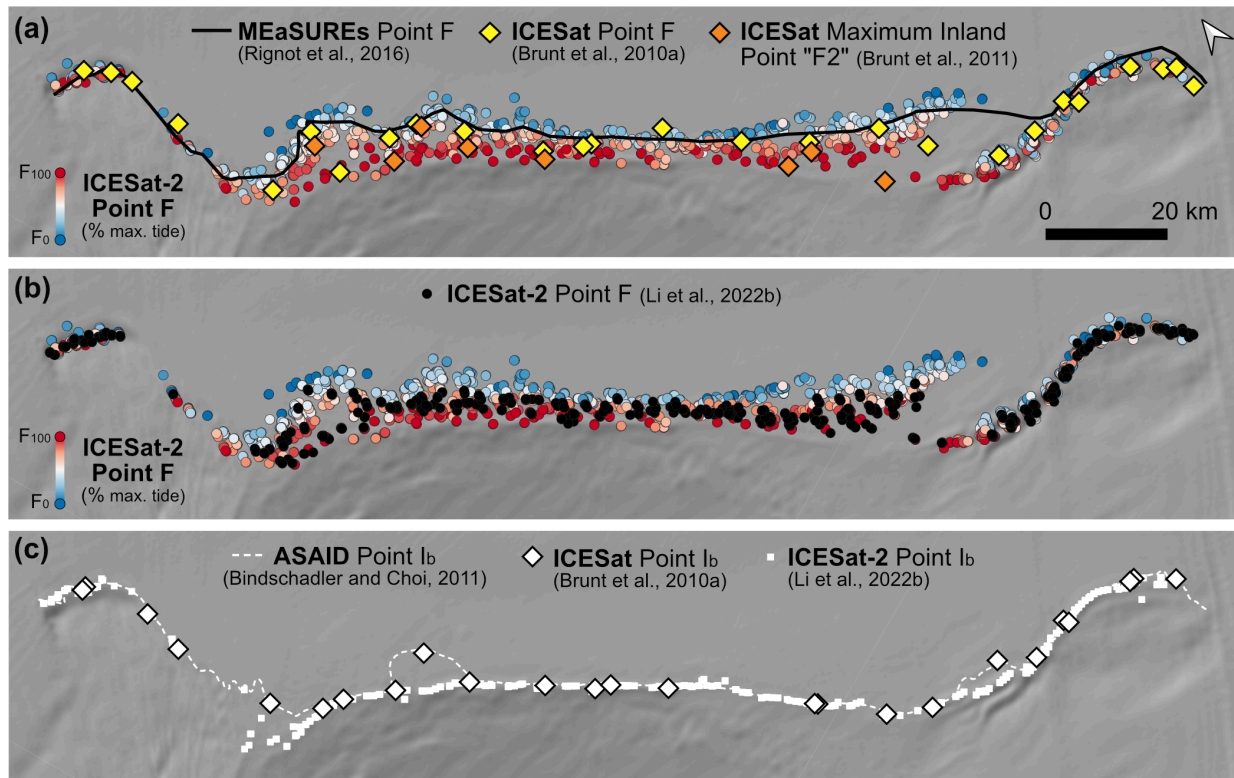 (a)
MEaSUREs Point F
(Rignot et al., 2016)
ICESat Point F
(Brunt et al., 2010a)
ICESat Maximum Inland
Point "F2" (Brunt et al., 2011)
F100
ICESat-2
Point F
(% max. tide)
F0
0 20 km
(b)
ICESat-2 Point F (Li et al., 2022b)
F100
ICESat-2
Point F
(% max. tide)
F0
(c)
ASAID Point Ib
(Bindschadler and Choi, 2011)
ICESat Point Ib
(Brunt et al., 2010a)
ICESat-2 Point Ib
(Li et al., 2022b)